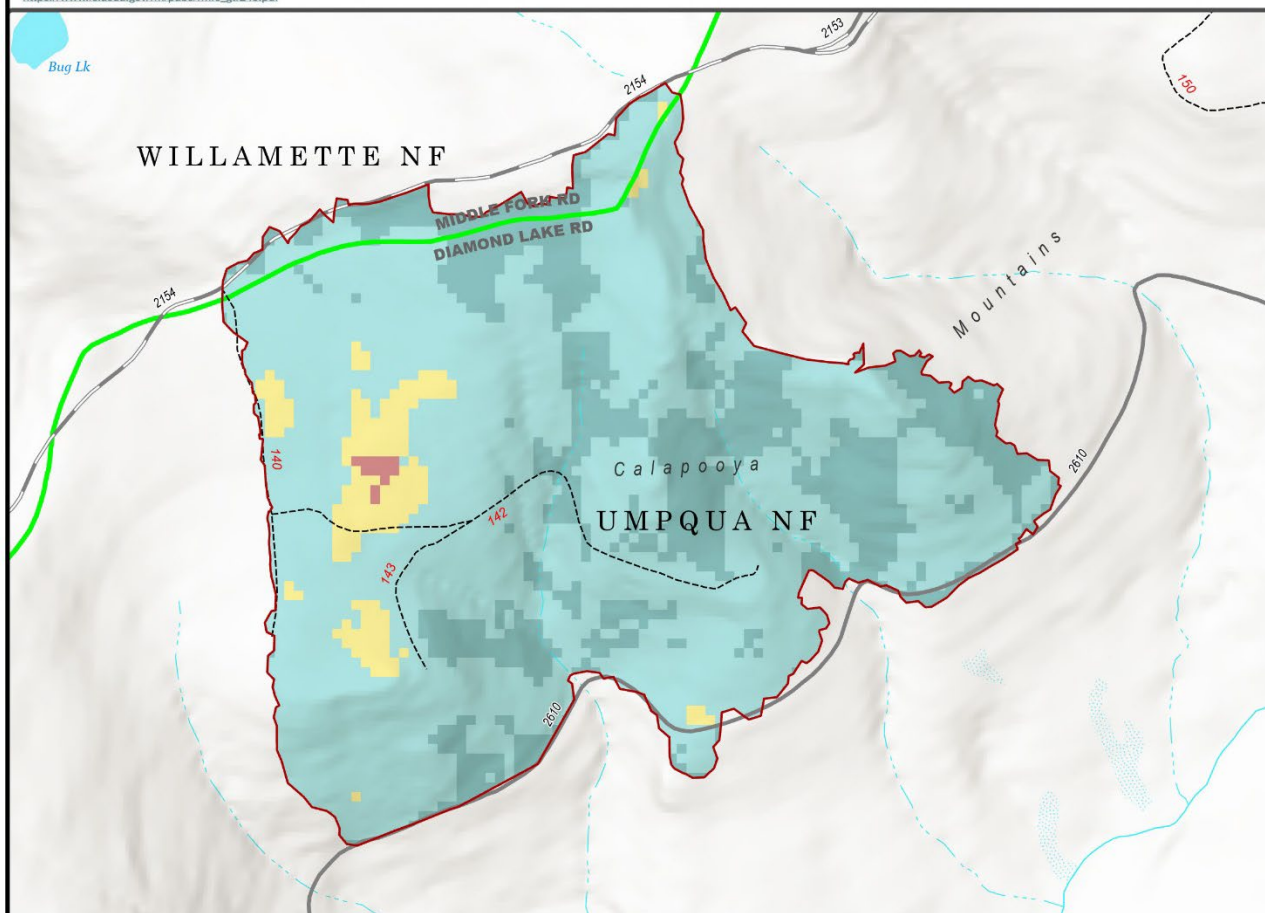 2153
Bug Lk
2154
150
WILLAMETTE NF
MIDDLE FORK RD
DIAMOND LAKE RD
Mountains
2154
140
Calapooya
2610
142
UMPQUA NF
143
2610